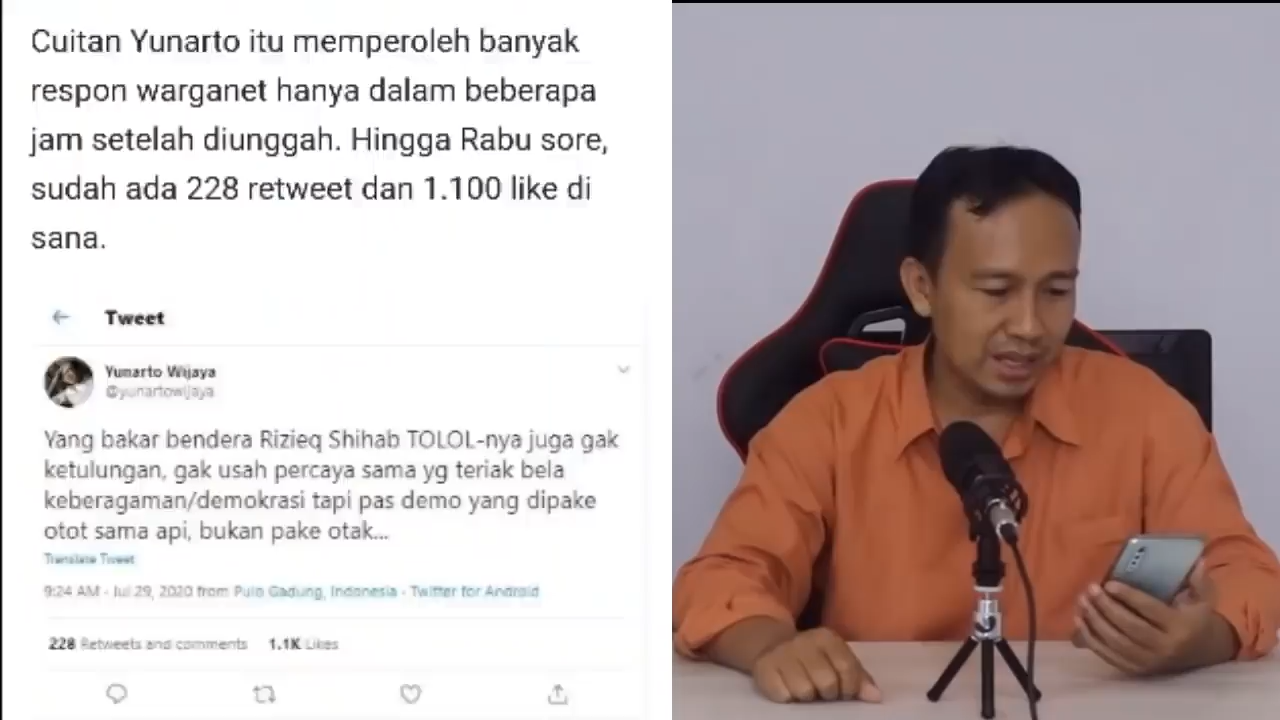 Cuitan Yunarto itu memperoleh banyak
respon warganet hanya dalam beberapa
jam setelah diunggah. Hingga Rabu sore,
sudah ada 228 retweet dan 1.100 like di
sana.
Tweet
Yunarto Wijaya
@yunartowijaya
Yang bakar bendera Rizieq Shihab TOLOL-nya juga gak
ketulungan, gak usah percaya sama yg teriak bela
keberagaman/demokrasi tapi pas demo yang dipake
otot sama api, bukan pake otak...
Translate Tweet
9:24 AM · Jul 29, 2020 from Pulo Gadung, Indonesia · Twitter for Android
228 Retweets and comments 1.1K Likes